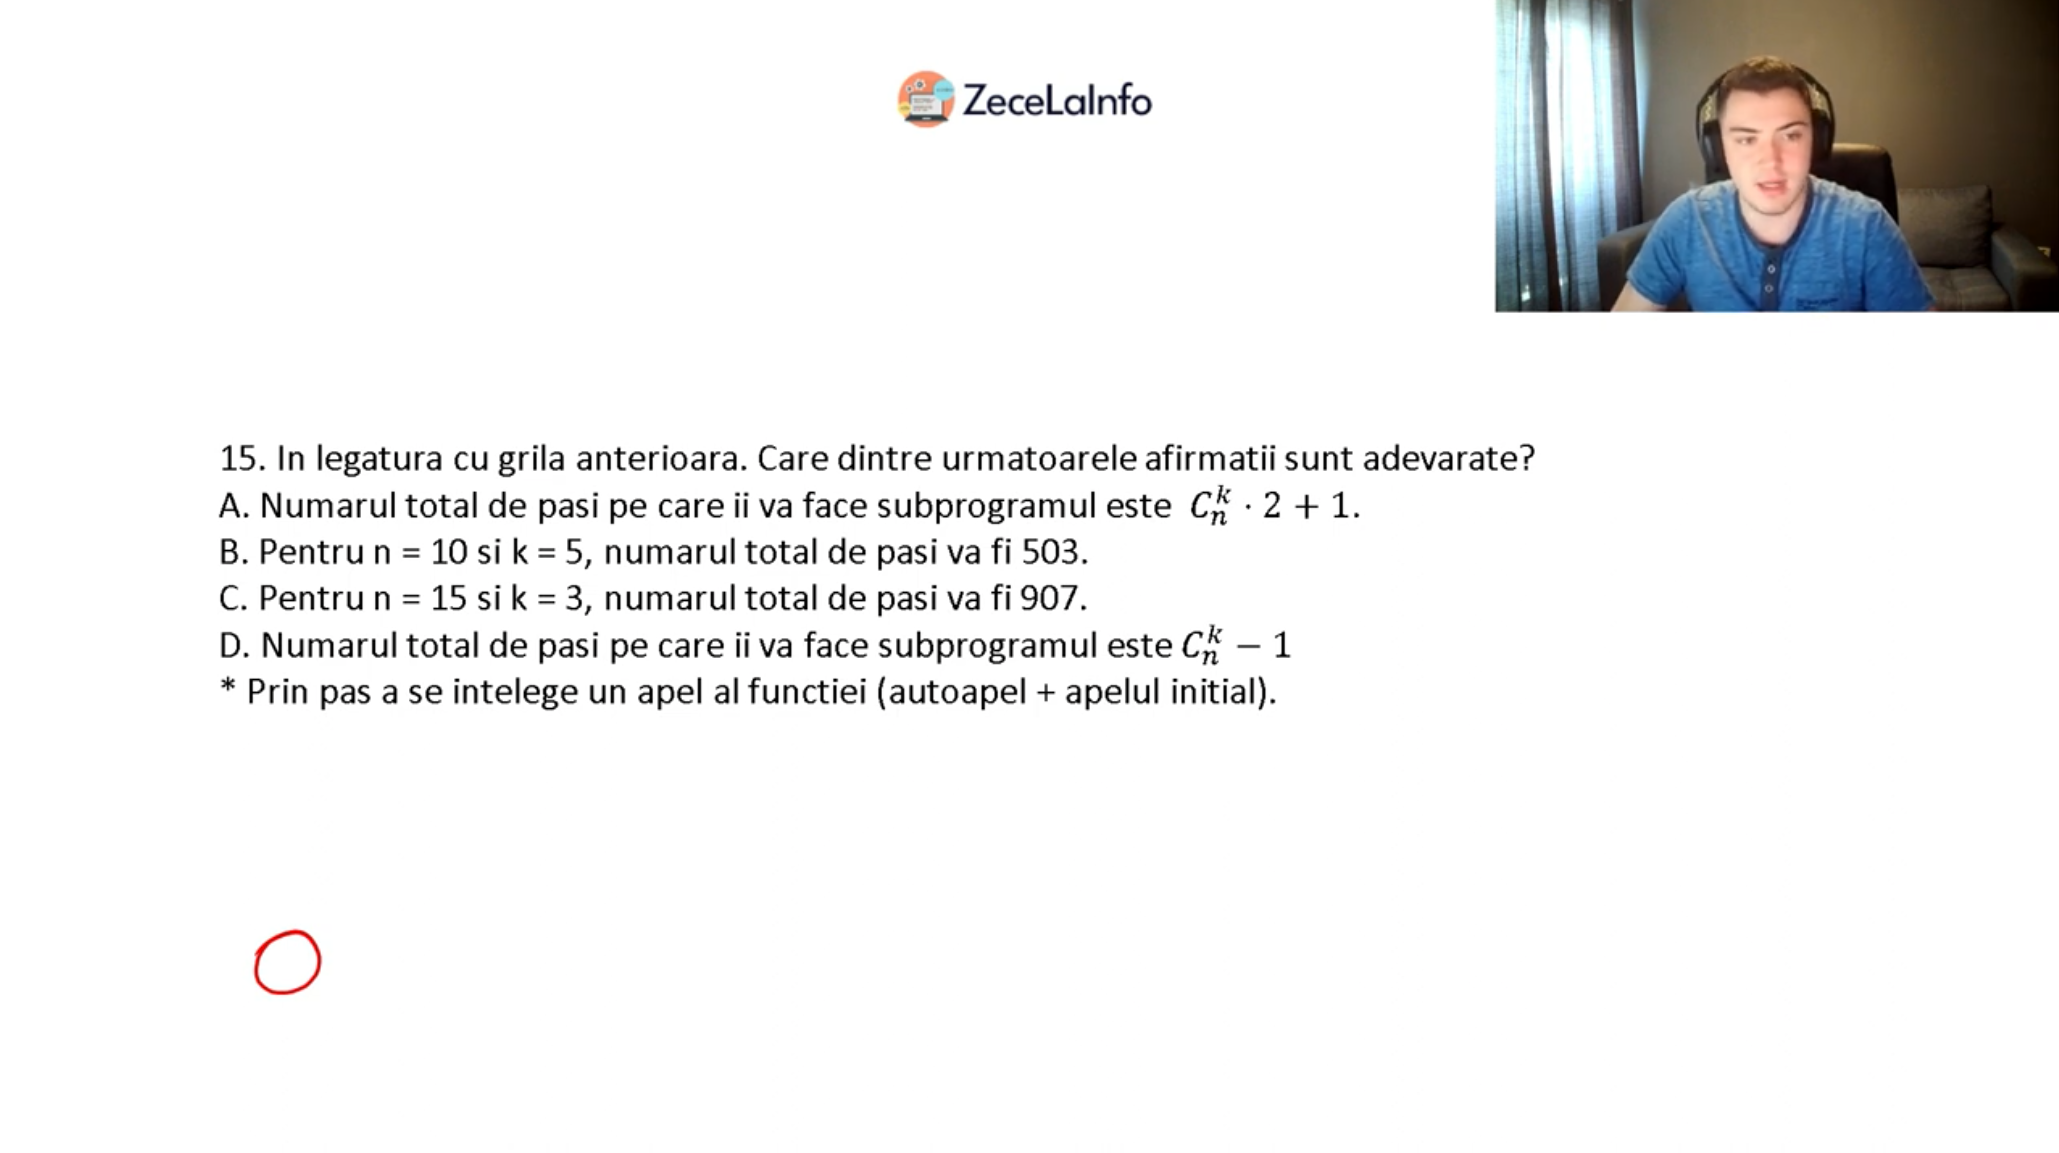 ZeceLaInfo
15. In legatura cu grila anterioara. Care dintre urmatoarele afirmatii sunt adevarate?
A. Numarul total de pasi pe care ii va face subprogramul este C_n^k · 2 + 1.
B. Pentru n = 10 si k = 5, numarul total de pasi va fi 503.
C. Pentru n = 15 si k = 3, numarul total de pasi va fi 907.
D. Numarul total de pasi pe care ii va face subprogramul este C_n^k − 1
* Prin pas a se intelege un apel al functiei (autoapel + apelul initial).